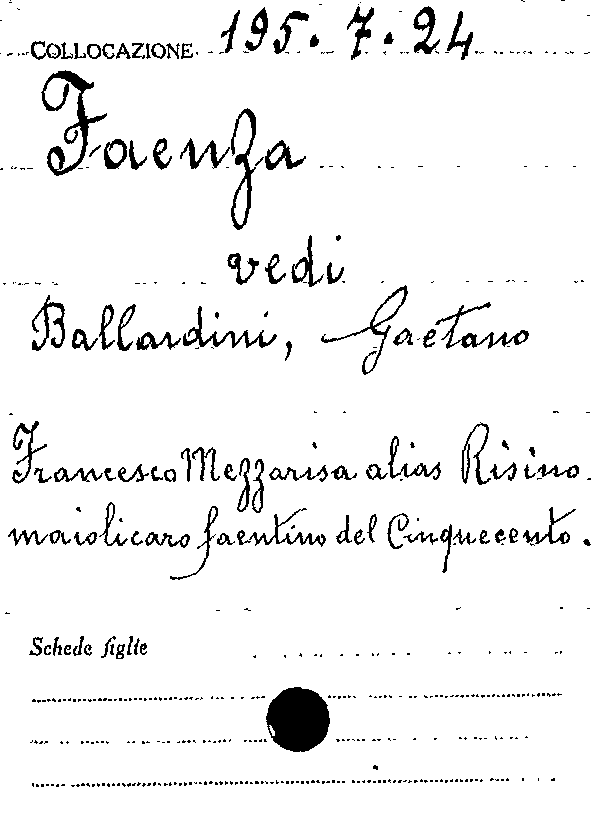 COLLOCAZIONE 195.7.24
Faenza
vedi
Ballardini, Gaetano
Francesco Mezzarisa alias Risino
maiolicaro faentino del Cinquecento.
Schede figlie